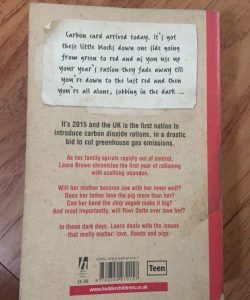 Carbon card arrived today. It's got
these little blocks down one side going
from green to red and as you use up
your year's ration they fade away till
you're down to the last red and then
you're all alone, sobbing in the dark ...
It's 2015 and the UK is the first nation to
introduce carbon dioxide rations, in a drastic
bid to cut greenhouse gas emissions.
As her family spirals rapidly out of control,
Laura Brown chronicles the first year of rationing
with scathing abandon.
Will her mother become one with her inner wolf?
Does her father love the pig more than her?
Can her band the dirty angels make it big?
And most importantly, will Ravi Datta ever love her?
In these dark days, Laura deals with the issues
that really matter: love, floods and pigs.
Teen
£5.99
www.hodderchildrens.co.uk